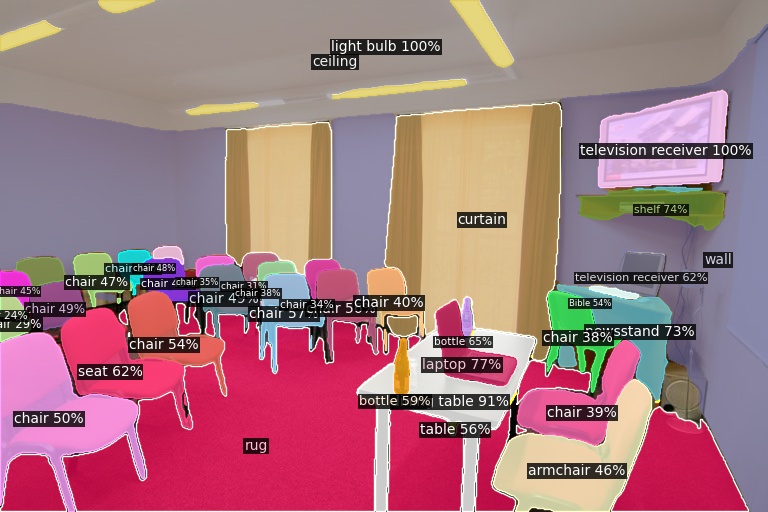 light bulb 100%
ceiling
television receiver 100%
shelf 74%
curtain
wall
television receiver 62%
chair 48%
chair 47%
chair 35%
chair 31%
chair 38%
chair 45%
chair 49%
chair 34%
chair 40%
chair 57%
24%
chair 29%
Bible 54%
newsstand 73%
chair 38%
chair 54%
bottle 65%
laptop 77%
seat 62%
bottle 59%
table 91%
table 56%
chair 39%
chair 50%
rug
armchair 46%